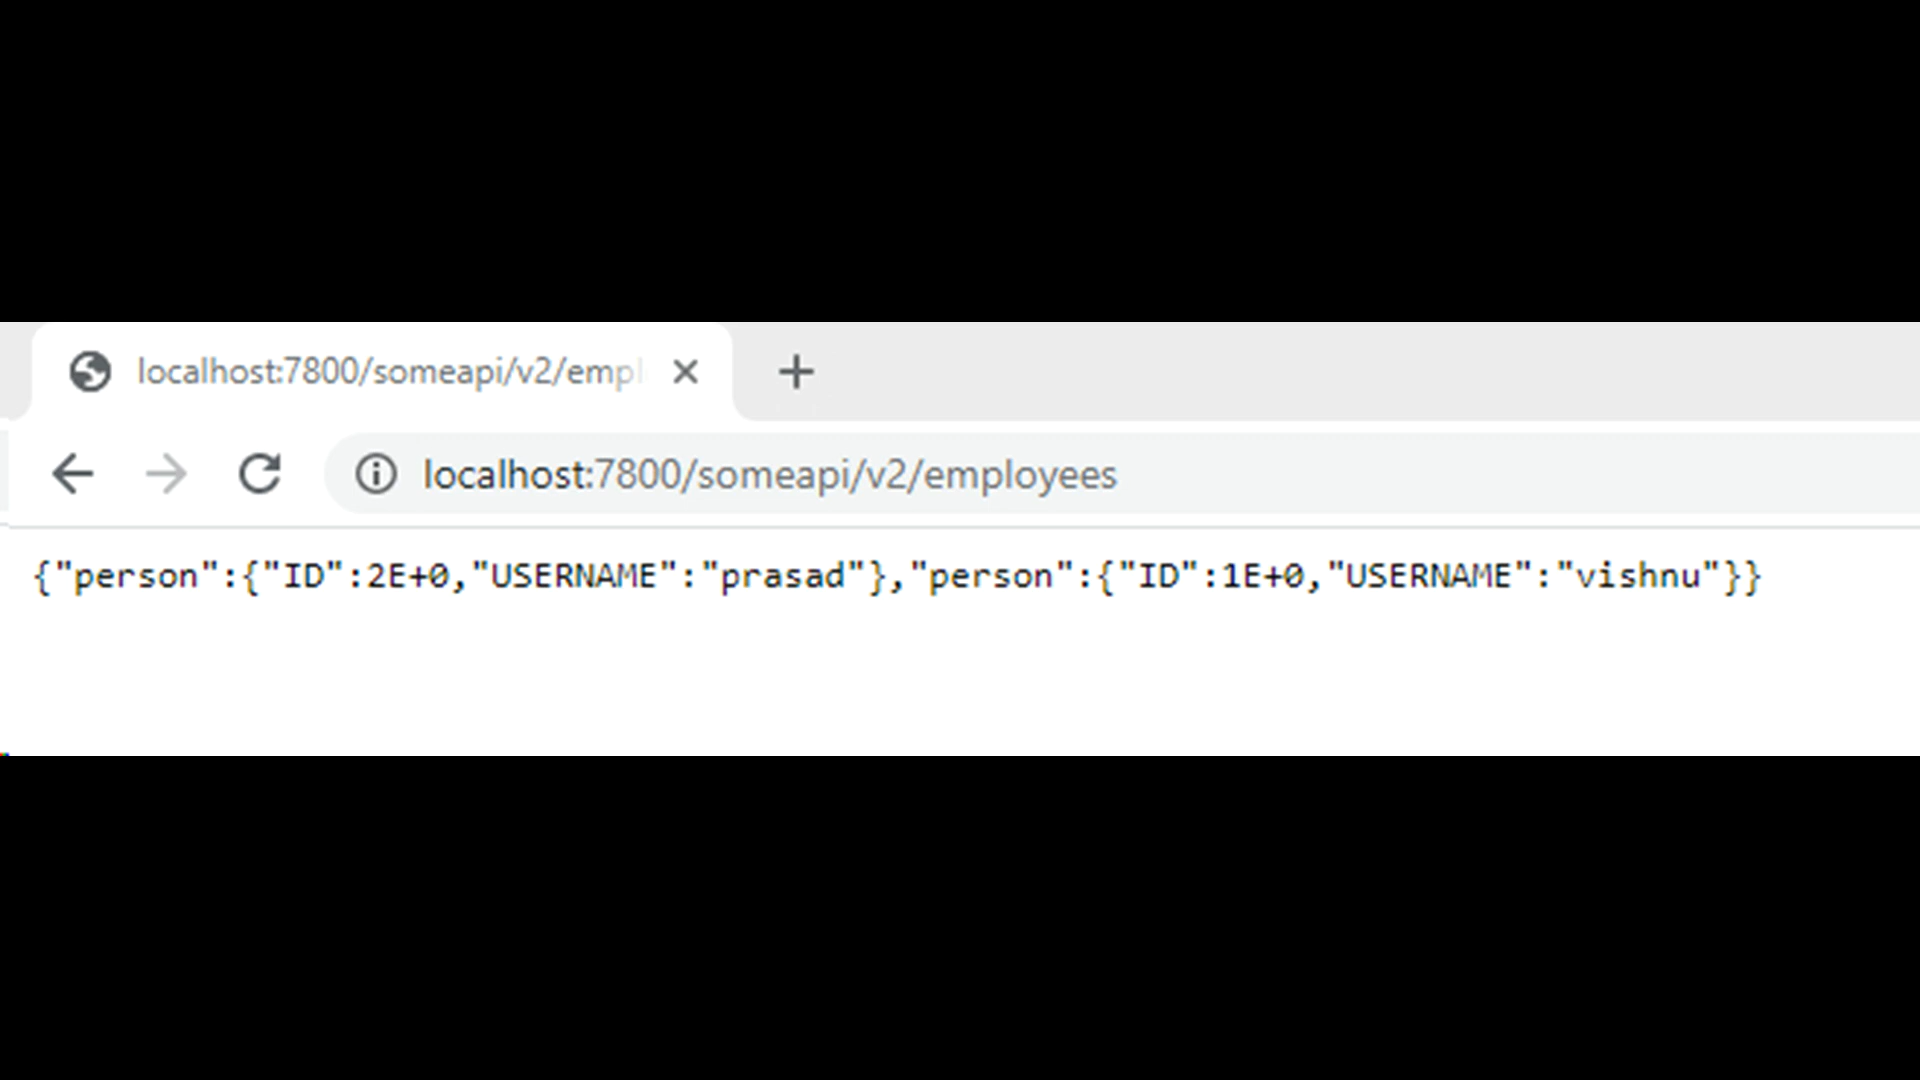 localhost:7800/someapi/v2/empl
localhost:7800/someapi/v2/employees
{"person":{"ID":2E+0,"USERNAME":"prasad"},"person":{"ID":1E+0,"USERNAME":"vishnu"}}